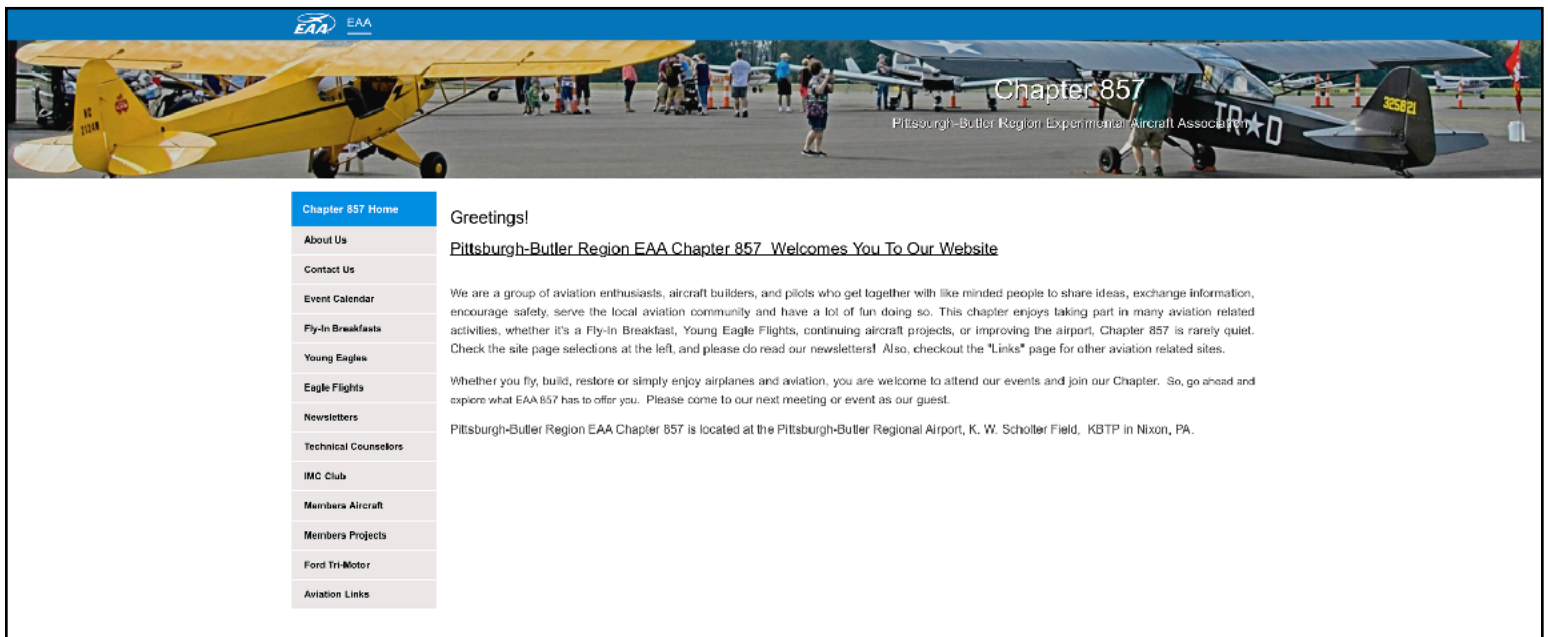 EAA
EAA
Chapter 857
Pittsburgh-Butler Region Experimental Aircraft Association
325821
TR★D
Chapter 857 Home
About Us
Contact Us
Event Calendar
Fly-In Breakfasts
Young Eagles
Eagle Flights
Newsletters
Technical Counselors
IMC Club
Members Aircraft
Members Projects
Ford Tri-Motor
Aviation Links
Greetings!
Pittsburgh-Butler Region EAA Chapter 857 Welcomes You To Our Website
We are a group of aviation enthusiasts, aircraft builders, and pilots who get together with like minded people to share ideas, exchange information,
encourage safety, serve the local aviation community and have a lot of fun doing so. This chapter enjoys taking part in many aviation related
activities, whether it's a Fly-In Breakfast, Young Eagle Flights, continuing aircraft projects, or improving the airport, Chapter 857 is rarely quiet.
Check the site page selections at the left, and please do read our newsletters! Also, checkout the "Links" page for other aviation related sites.
Whether you fly, build, restore or simply enjoy airplanes and aviation, you are welcome to attend our events and join our Chapter. So, go ahead and
explore what EAA 857 has to offer you. Please come to our next meeting or event as our guest.
Pittsburgh-Butler Region EAA Chapter 857 is located at the Pittsburgh-Butler Regional Airport, K. W. Scholter Field, KBTP in Nixon, PA.